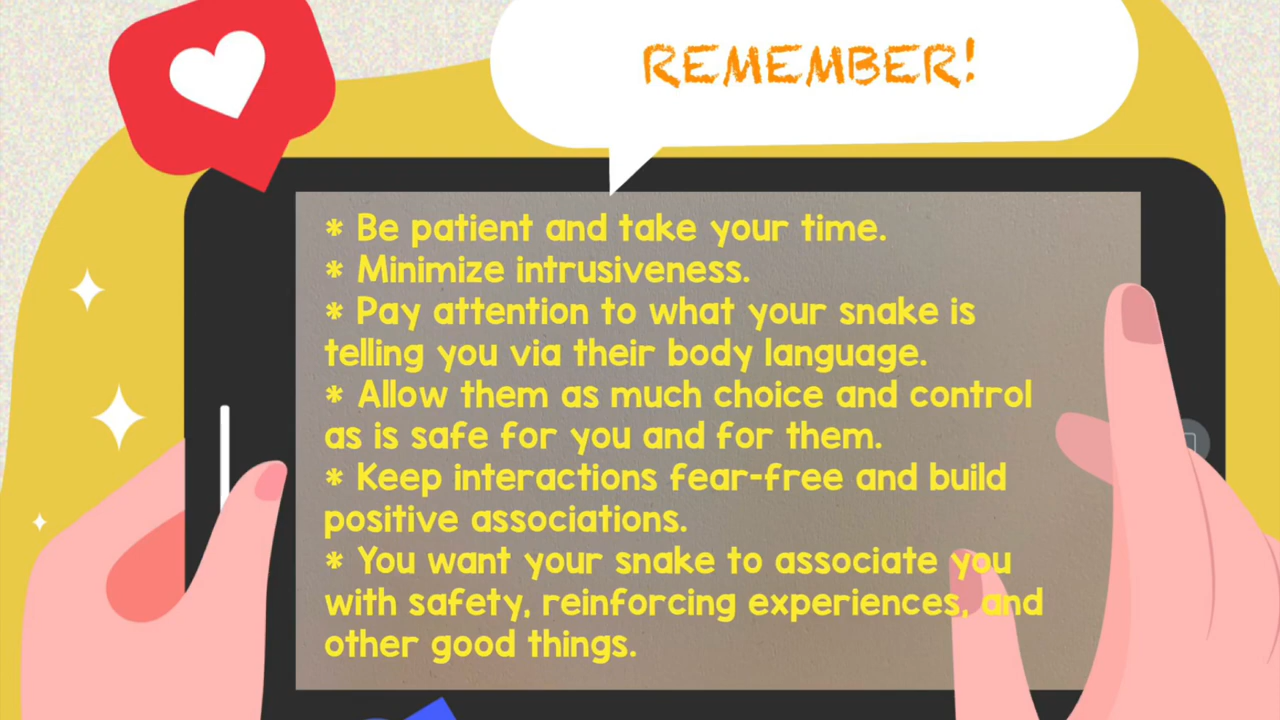 REMEMBER!
* Be patient and take your time.
* Minimize intrusiveness.
* Pay attention to what your snake is
telling you via their body language.
* Allow them as much choice and control
as is safe for you and for them.
* Keep interactions fear-free and build
positive associations.
* You want your snake to associate you
with safety, reinforcing experiences, and
other good things.